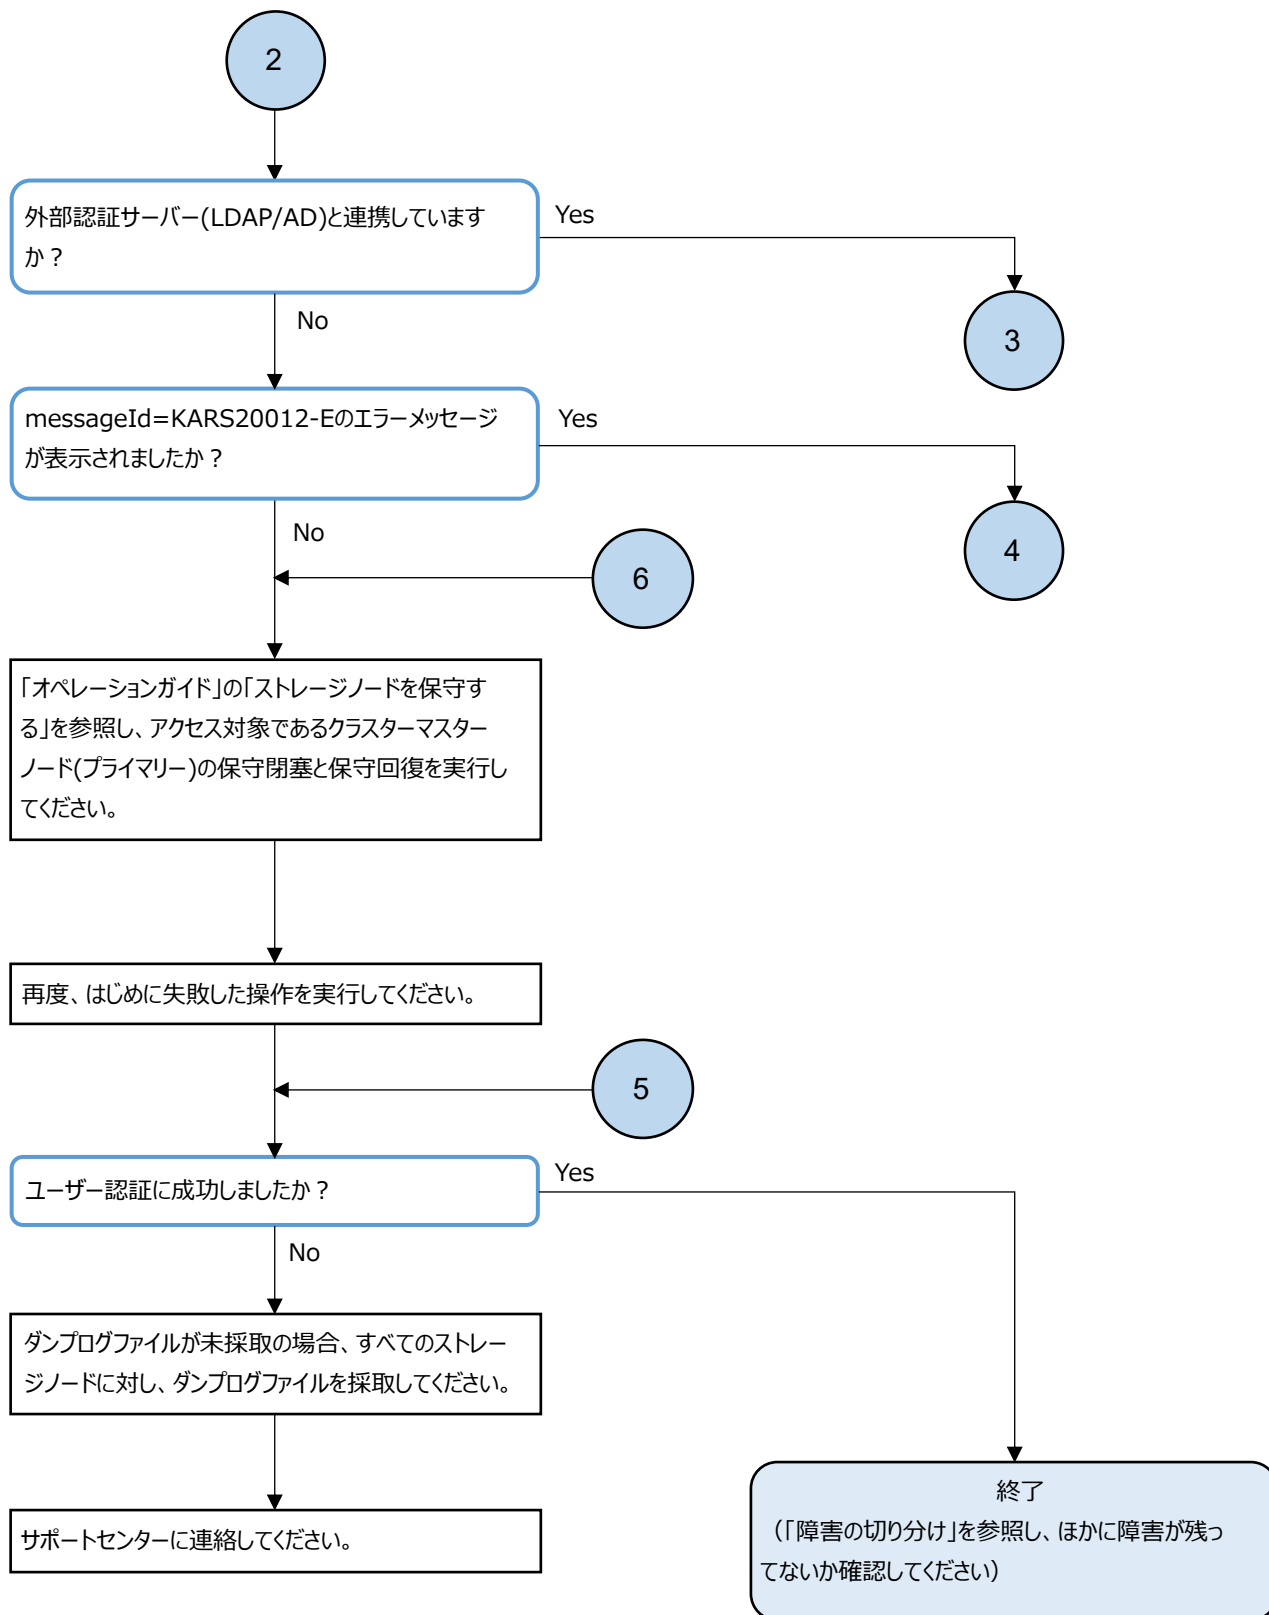 2
外部認証サーバー(LDAP/AD)と連携しています
か？
Yes
No
3
messageId=KARS20012-Eのエラーメッセージ
が表示されましたか？
Yes
No
4
6
「オペレーションガイド」の「ストレージノードを保守す
る」を参照し、アクセス対象であるクラスターマスター
ノード(プライマリー)の保守閉塞と保守回復を実行し
てください。
再度、はじめに失敗した操作を実行してください。
5
ユーザー認証に成功しましたか？
Yes
No
ダンプログファイルが未採取の場合、すべてのストレー
ジノードに対し、ダンプログファイルを採取してください。
サポートセンターに連絡してください。
終了
（「障害の切り分け」を参照し、ほかに障害が残っ
てないか確認してください）